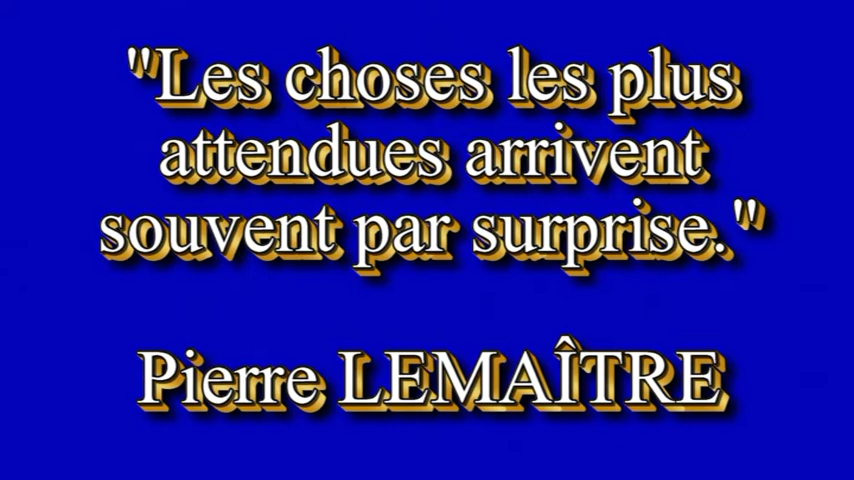 "Les choses les plus
attendues arrivent
souvent par surprise."
Pierre LEMAÎTRE